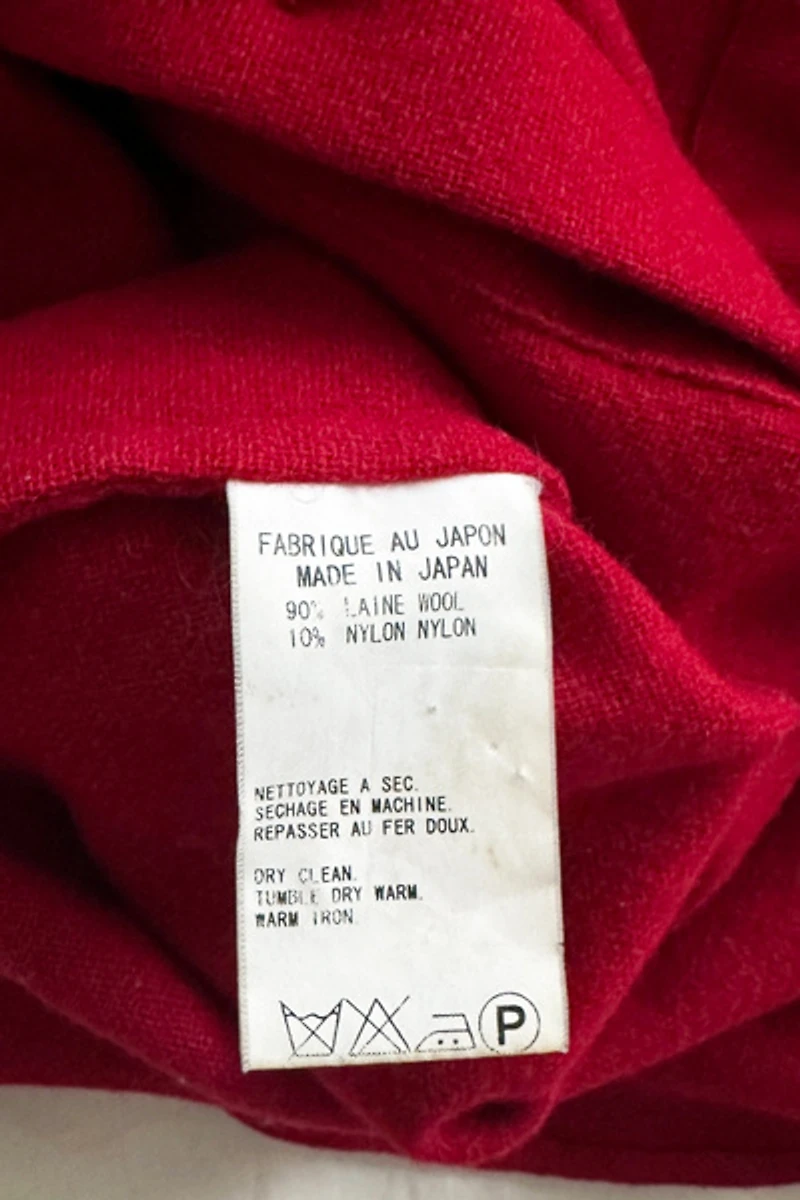 FABRIQUE AU JAPON
MADE IN JAPAN
90% LAINE WOOL
10% NYLON NYLON
NETTOYAGE A SEC.
SECHAGE EN MACHINE.
REPASSER AU FER DOUX.
DRY CLEAN.
TUMBLE DRY WARM.
WARM IRON.
P